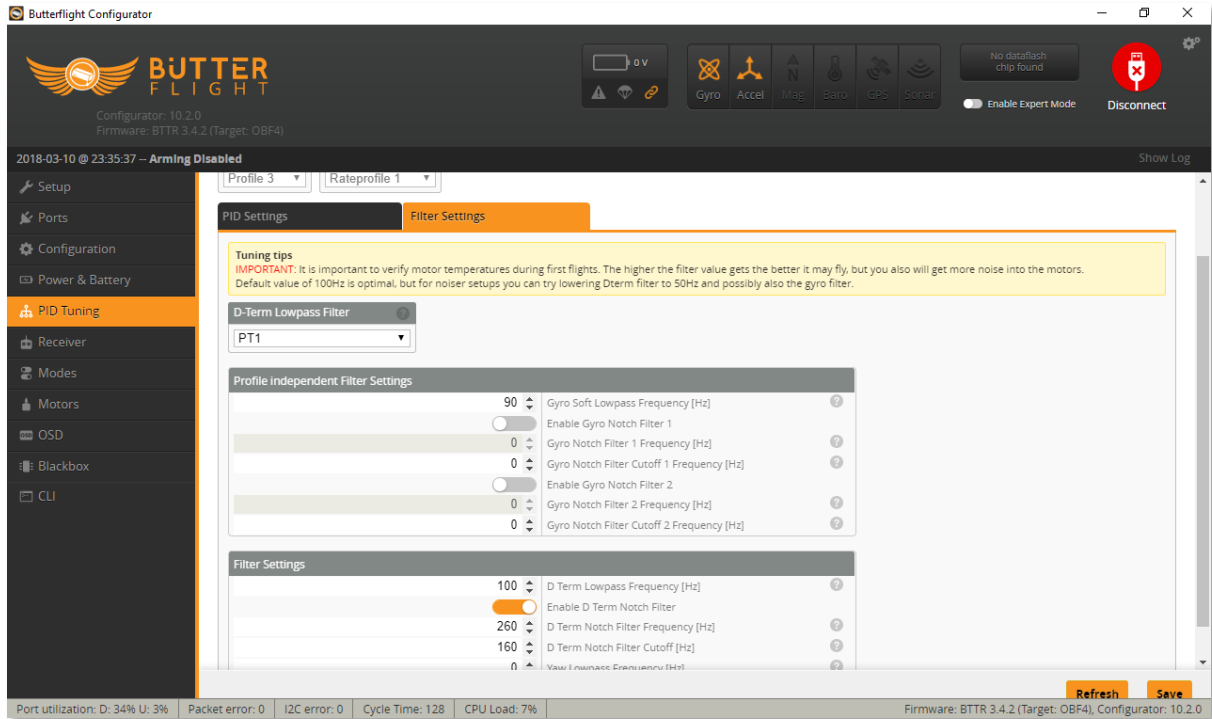 Butterflight Configurator
BUTTER
FLIGHT
Configurator: 10.2.0
Firmware: BTTR 3.4.2 (Target: OBF4)
0 V
Gyro Accel Mag Baro GPS Sonar
No dataflash
chip found
Enable Expert Mode
Disconnect
2018-03-10 @ 23:35:37 -- Arming Disabled
Show Log
Setup
Ports
Configuration
Power & Battery
PID Tuning
Receiver
Modes
Motors
OSD
Blackbox
CLI
Profile 3 Rateprofile 1
PID Settings Filter Settings
Tuning tips
IMPORTANT: It is important to verify motor temperatures during first flights. The higher the filter value gets the better it may fly, but you also will get more noise into the motors.
Default value of 100Hz is optimal, but for noiser setups you can try lowering Dterm filter to 50Hz and possibly also the gyro filter.
D-Term Lowpass Filter
PT1
Profile independent Filter Settings
90 Gyro Soft Lowpass Frequency [Hz]
Enable Gyro Notch Filter 1
0 Gyro Notch Filter 1 Frequency [Hz]
0 Gyro Notch Filter Cutoff 1 Frequency [Hz]
Enable Gyro Notch Filter 2
0 Gyro Notch Filter 2 Frequency [Hz]
0 Gyro Notch Filter Cutoff 2 Frequency [Hz]
Filter Settings
100 D Term Lowpass Frequency [Hz]
Enable D Term Notch Filter
260 D Term Notch Filter Frequency [Hz]
160 D Term Notch Filter Cutoff [Hz]
0 Yaw Lowpass Frequency [Hz]
Refresh Save
Port utilization: D: 34% U: 3% Packet error: 0 I2C error: 0 Cycle Time: 128 CPU Load: 7% Firmware: BTTR 3.4.2 (Target: OBF4), Configurator: 10.2.0